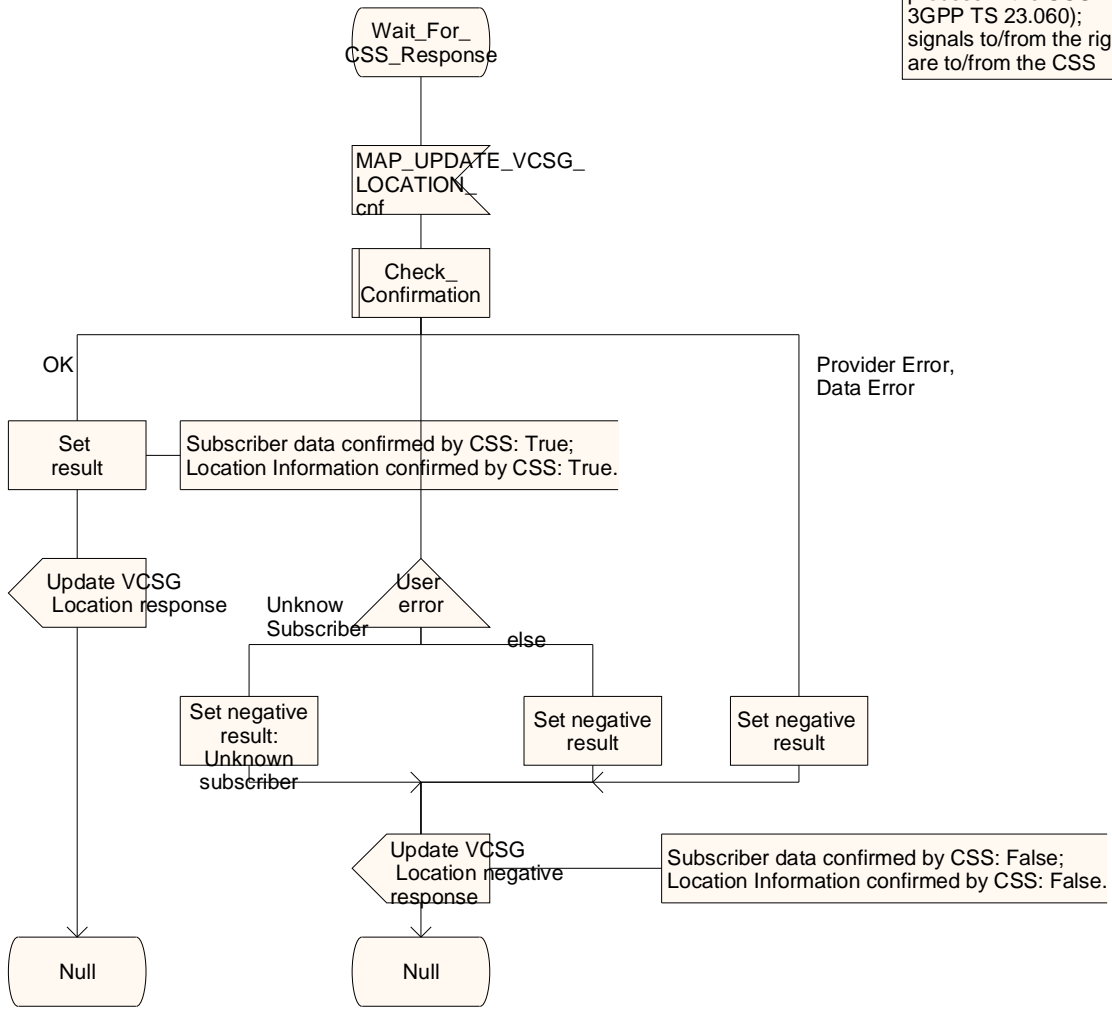 3GPP TS 23.060);
signals to/from the
are to/from the CSS
Wait_For_
CSS_Response
MAP_UPDATE_VCSG_
LOCATION_
cnf
Check_
Confirmation
OK
Provider Error,
Data Error
Set
result
Subscriber data confirmed by CSS: True;
Location Information confirmed by CSS: True.
Update VCSG
Location response
User
error
Unknow
Subscriber
else
Set negative
result:
Unknown
subscriber
Set negative
result
Set negative
result
Update VCSG
Location negative
response
Subscriber data confirmed by CSS: False;
Location Information confirmed by CSS: False.
Null
Null